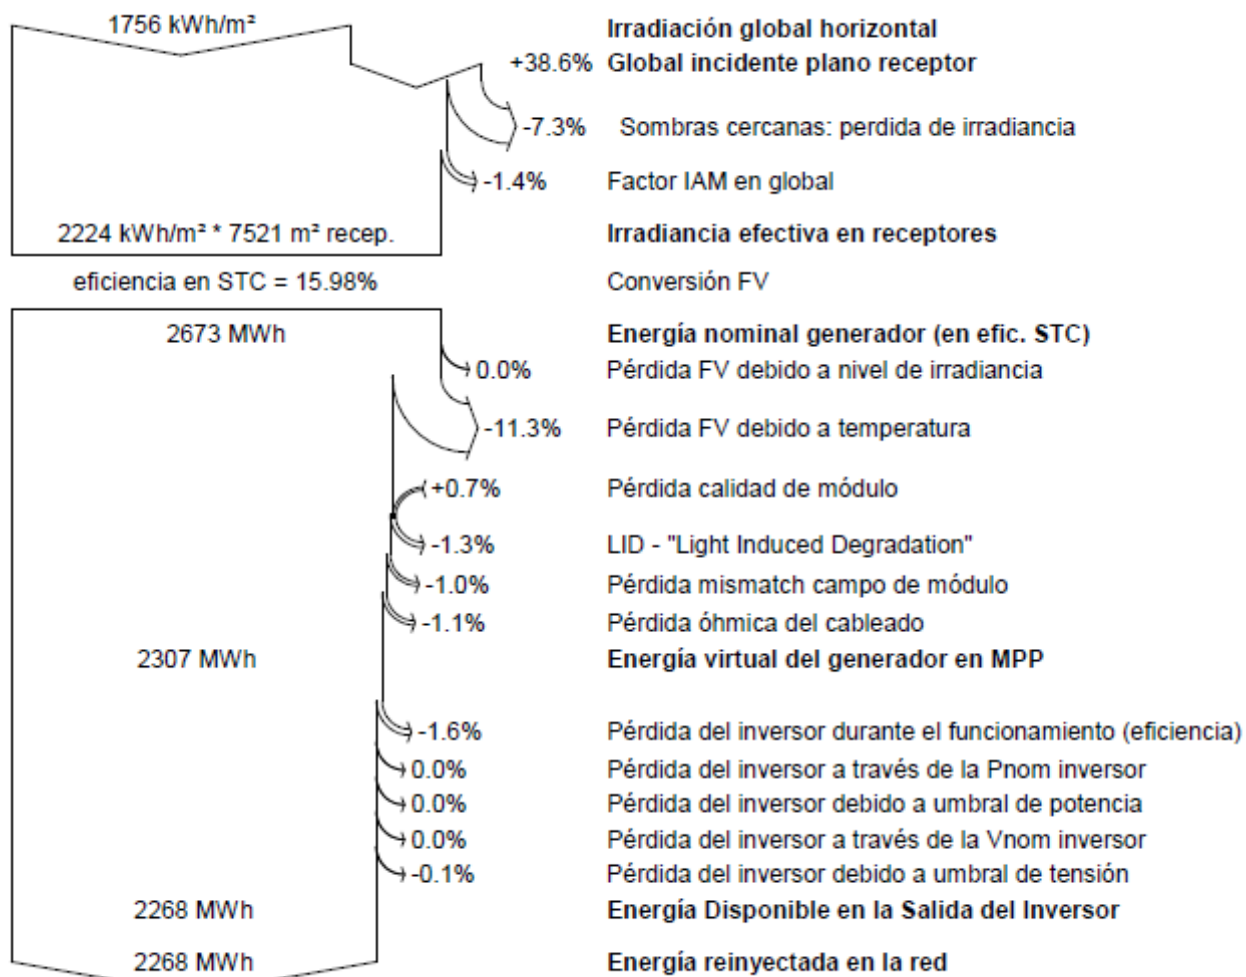 1756 kWh/m² Irradiación global horizontal
+38.6% Global incidente plano receptor
-7.3% Sombras cercanas: perdida de irradiancia
-1.4% Factor IAM en global
2224 kWh/m² * 7521 m² recep. Irradiancia efectiva en receptores
eficiencia en STC = 15.98% Conversión FV
2673 MWh Energía nominal generador (en efic. STC)
0.0% Pérdida FV debido a nivel de irradiancia
-11.3% Pérdida FV debido a temperatura
+0.7% Pérdida calidad de módulo
-1.3% LID - "Light Induced Degradation"
-1.0% Pérdida mismatch campo de módulo
-1.1% Pérdida óhmica del cableado
2307 MWh Energía virtual del generador en MPP
-1.6% Pérdida del inversor durante el funcionamiento (eficiencia)
0.0% Pérdida del inversor a través de la Pnom inversor
0.0% Pérdida del inversor debido a umbral de potencia
0.0% Pérdida del inversor a través de la Vnom inversor
-0.1% Pérdida del inversor debido a umbral de tensión
2268 MWh Energía Disponible en la Salida del Inversor
2268 MWh Energía reinyectada en la red